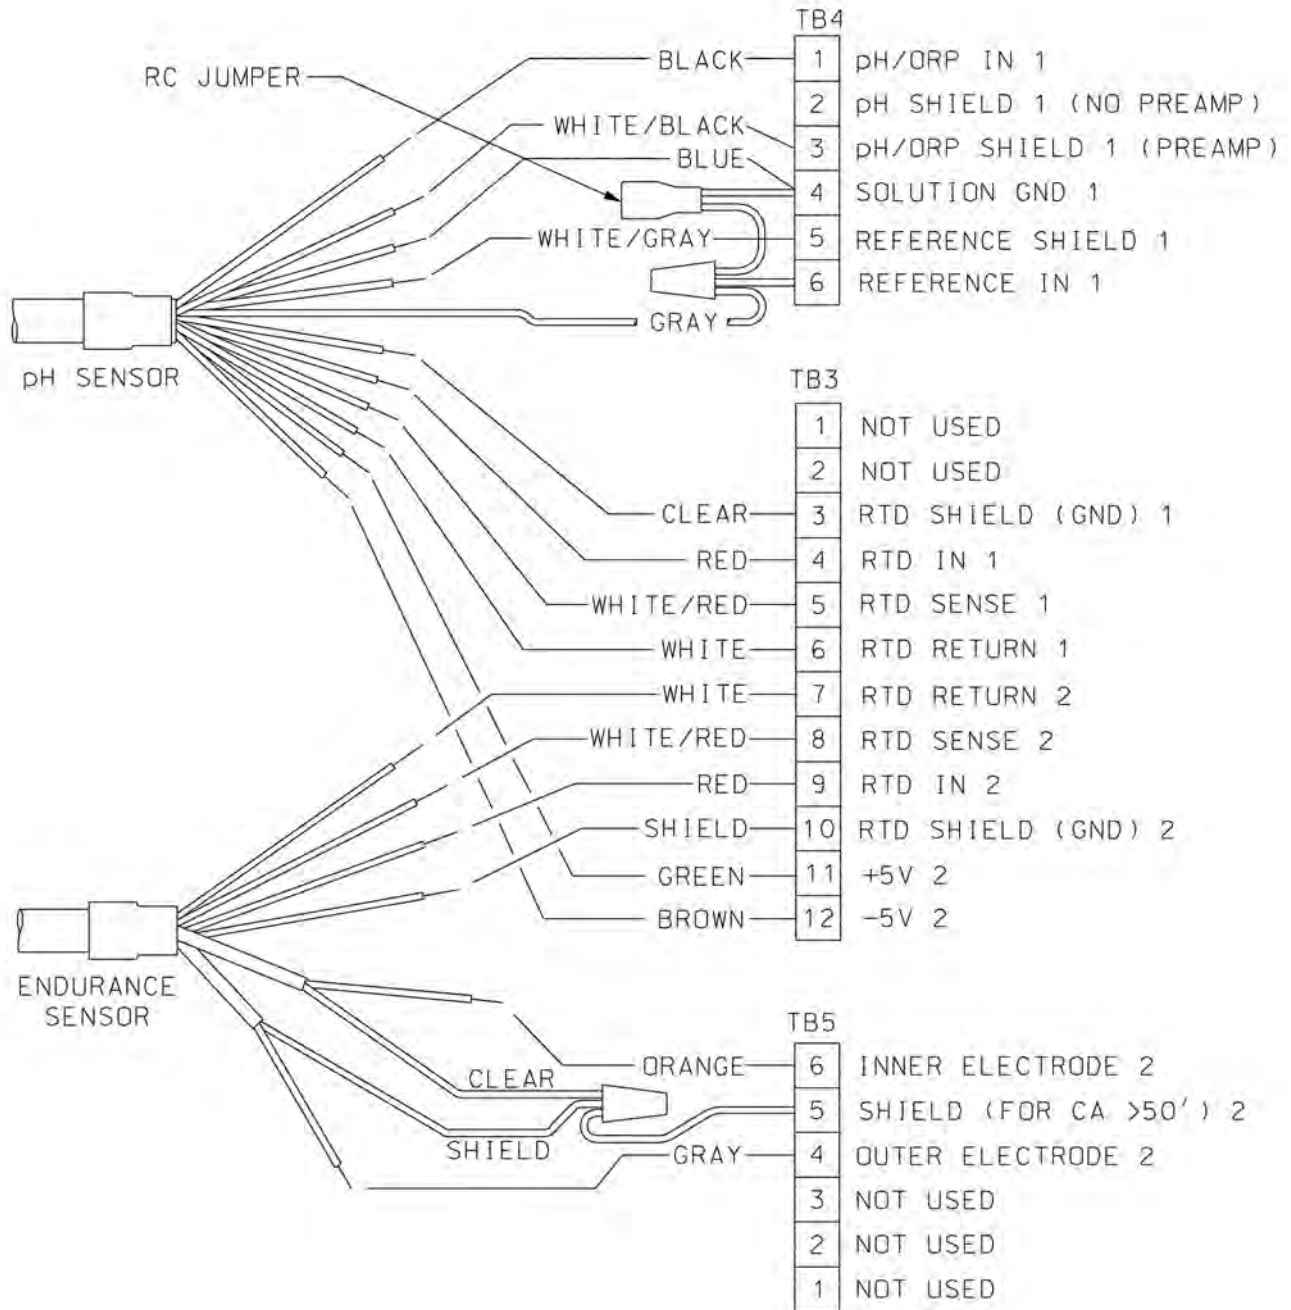 TB4
BLACK 1 pH/ORP IN 1
RC JUMPER
2 pH SHIELD 1 (NO PREAMP)
WHITE/BLACK 3 pH/ORP SHIELD 1 (PREAMP)
BLUE
4 SOLUTION GND 1
WHITE/GRAY 5 REFERENCE SHIELD 1
6 REFERENCE IN 1
GRAY
pH SENSOR
TB3
1 NOT USED
2 NOT USED
CLEAR 3 RTD SHIELD (GND) 1
RED 4 RTD IN 1
WHITE/RED 5 RTD SENSE 1
WHITE 6 RTD RETURN 1
WHITE 7 RTD RETURN 2
WHITE/RED 8 RTD SENSE 2
RED 9 RTD IN 2
SHIELD 10 RTD SHIELD (GND) 2
GREEN 11 +5V 2
BROWN 12 -5V 2
ENDURANCE
SENSOR
TB5
ORANGE 6 INNER ELECTRODE 2
CLEAR
5 SHIELD (FOR CA >50') 2
SHIELD
GRAY 4 OUTER ELECTRODE 2
3 NOT USED
2 NOT USED
1 NOT USED